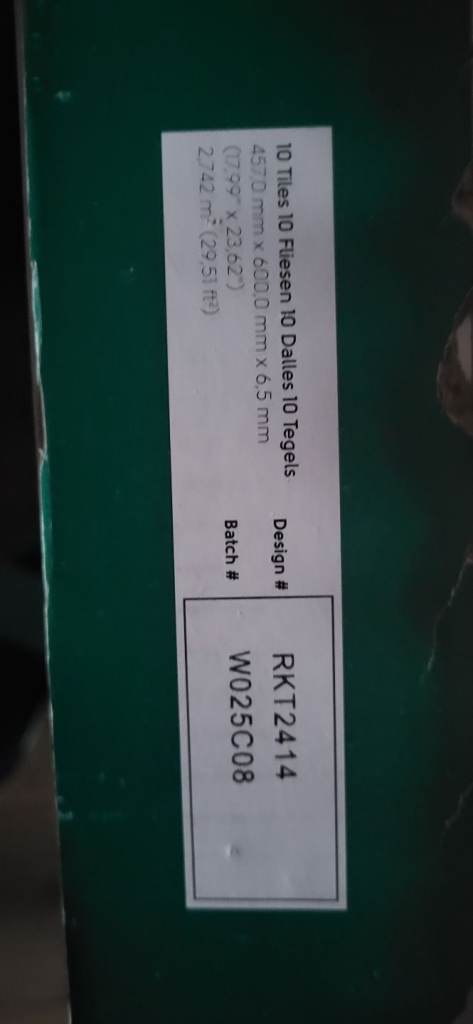 10 Tiles 10 Fliesen 10 Dalles 10 Tegels
457,0 mm x 600,0 mm x 6,5 mm
(17,99" x 23,62")
2,742 m² (29,51 ft²)
Design # RKT2414
Batch # W025C08